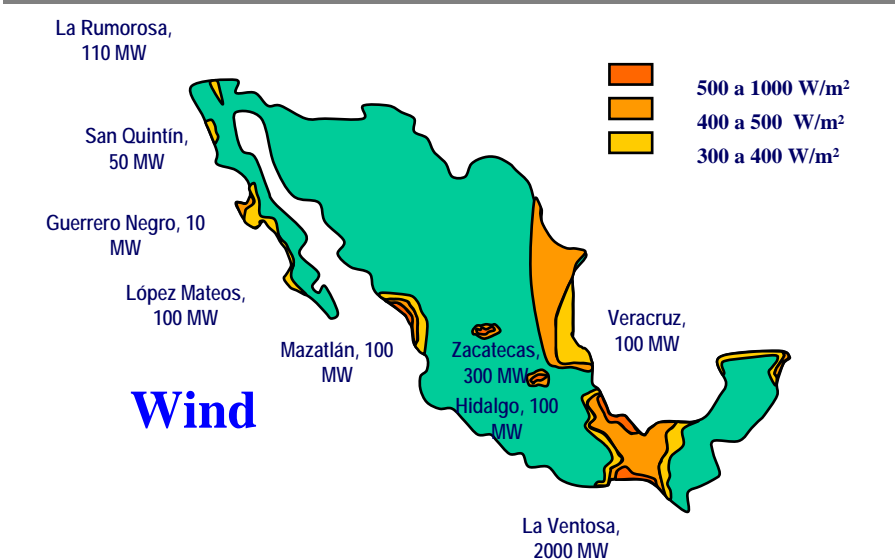 La Rumorosa,
110 MW
500 a 1000 W/m²
400 a 500 W/m²
San Quintín,
50 MW
300 a 400 W/m²
Guerrero Negro, 10
MW
López Mateos,
100 MW
Veracruz,
100 MW
Mazatlán, 100
MW
Zacatecas,
300 MW
Wind
Hidalgo, 100
MW
La Ventosa,
2000 MW